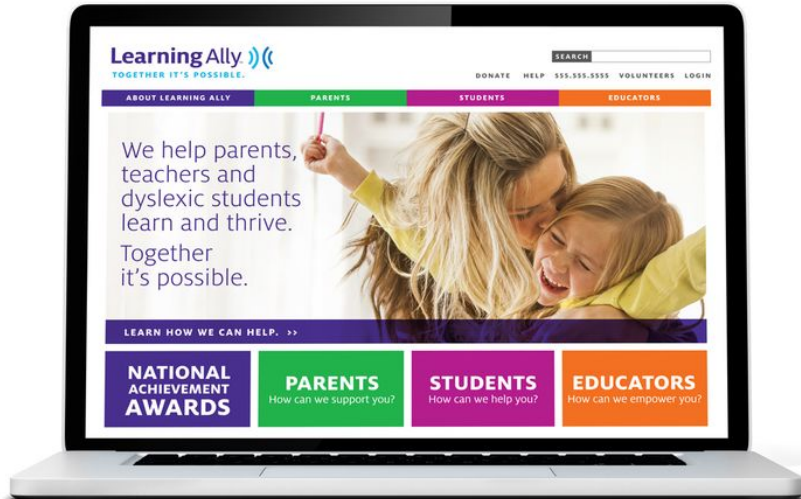 Learning Ally
TOGETHER IT'S POSSIBLE.
SEARCH
DONATE HELP 555.555.5555 VOLUNTEERS LOGIN
ABOUT LEARNING ALLY PARENTS STUDENTS EDUCATORS
We help parents,
teachers and
dyslexic students
learn and thrive.
Together
it's possible.
LEARN HOW WE CAN HELP. >>
NATIONAL
ACHIEVEMENT
AWARDS
PARENTS
How can we support you?
STUDENTS
How can we help you?
EDUCATORS
How can we empower you?